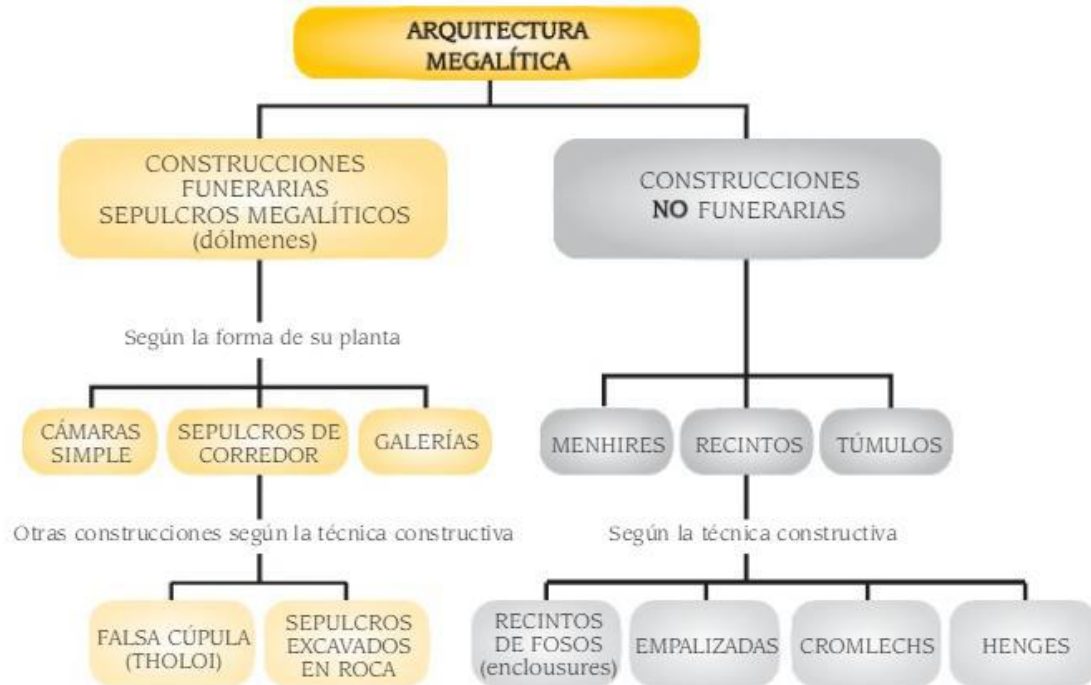 ARQUITECTURA
MEGALÍTICA
CONSTRUCCIONES
FUNERARIAS
SEPULCROS MEGALÍTICOS
(dólmenes)
CONSTRUCCIONES
NO FUNERARIAS
Según la forma de su planta
CÁMARAS
SIMPLE
SEPULCROS DE
CORREDOR
GALERÍAS
MENHIRES
RECINTOS
TÚMULOS
Otras construcciones según la técnica constructiva
Según la técnica constructiva
FALSA CÚPULA
(THOLOI)
SEPULCROS
EXCAVADOS
EN ROCA
RECINTOS
DE FOSOS
(enclousures)
EMPALIZADAS
CROMLECHS
HENGES